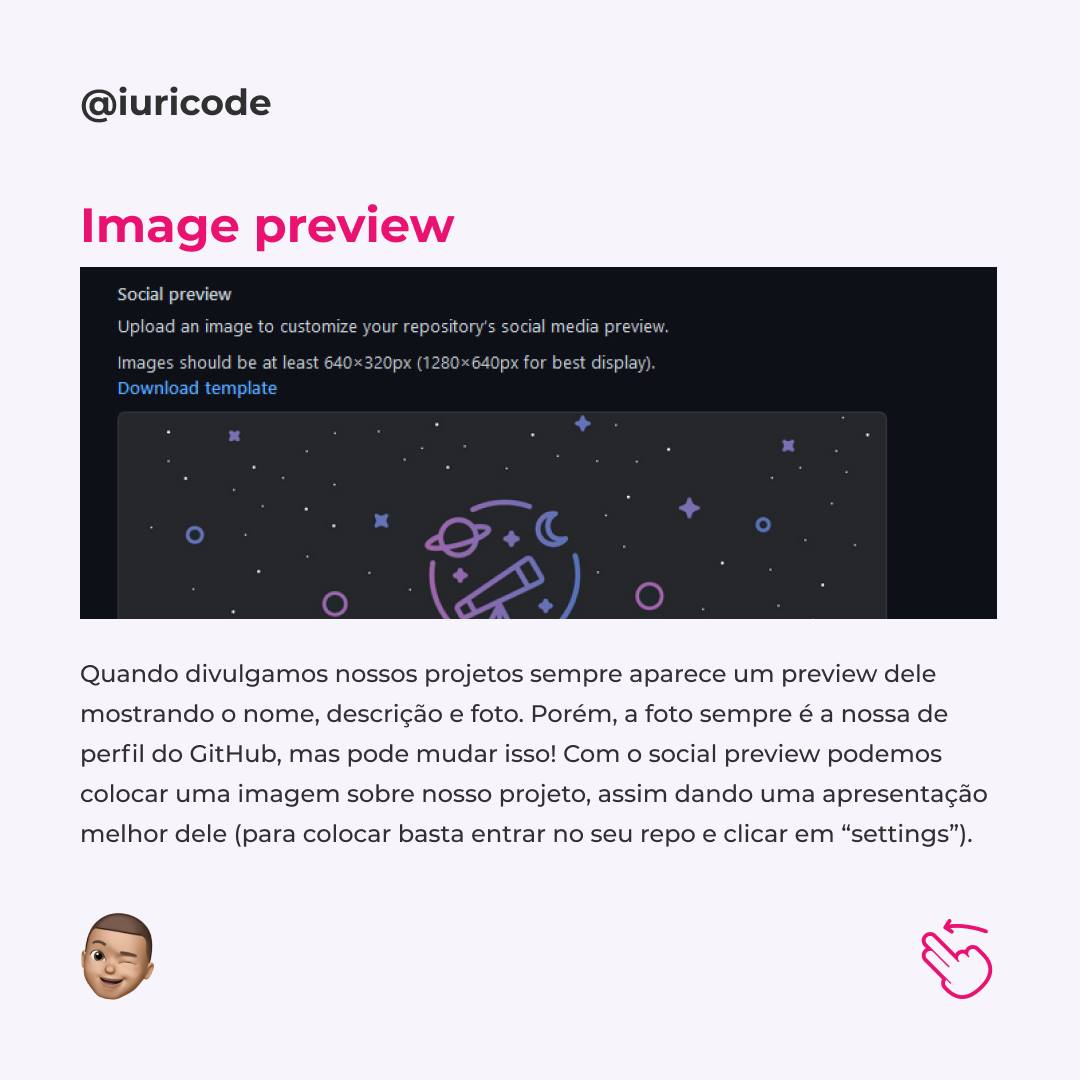 @iuricode
Image preview
Social preview
Upload an image to customize your repository's social media preview.
Images should be at least 640×320px (1280×640px for best display).
Download template
Quando divulgamos nossos projetos sempre aparece um preview dele
mostrando o nome, descrição e foto. Porém, a foto sempre é a nossa de
perfil do GitHub, mas pode mudar isso! Com o social preview podemos
colocar uma imagem sobre nosso projeto, assim dando uma apresentação
melhor dele (para colocar basta entrar no seu repo e clicar em “settings”).